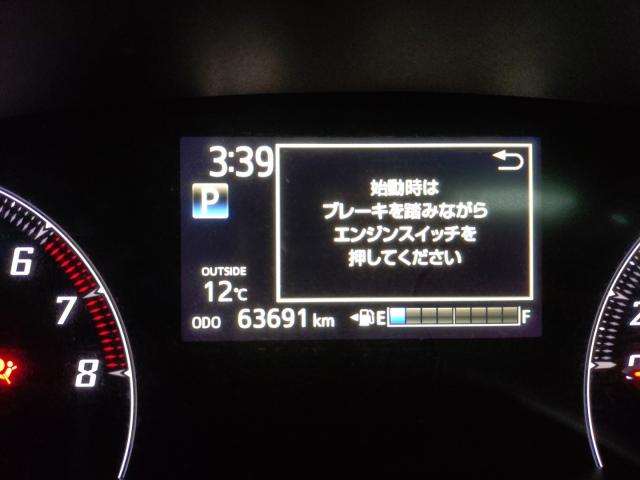 3:39
始動時は
ブレーキを踏みながら
エンジンスイッチを
押してください
P
OUTSIDE
12℃
ODO 63691 km
E F
6
7
8